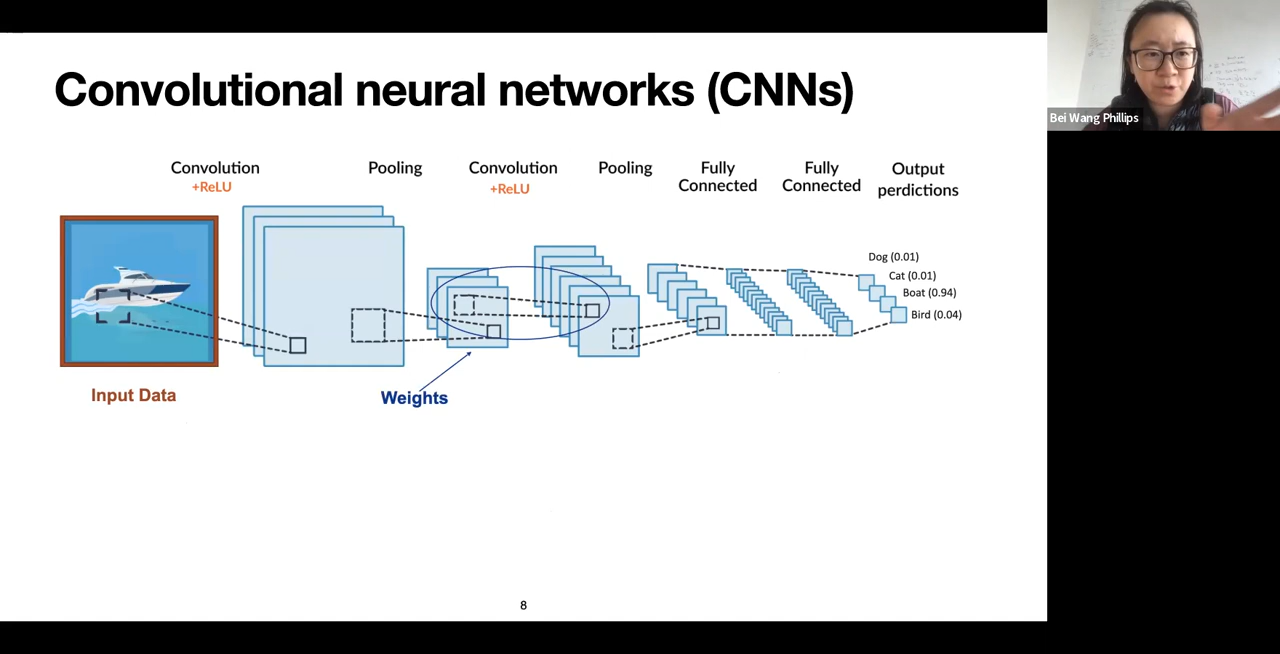 Convolutional neural networks (CNNs)
Convolution
+ReLU
Pooling
Convolution
+ReLU
Pooling
Fully
Connected
Fully
Connected
Output
perdictions
Dog (0.01)
Cat (0.01)
Boat (0.94)
Bird (0.04)
Input Data
Weights
8
Bei Wang Phillips